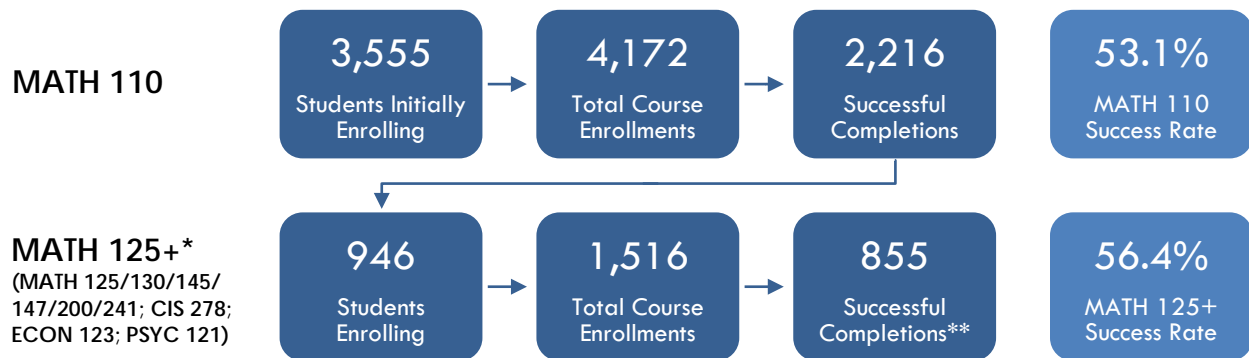 MATH 110
3,555
Students Initially
Enrolling
4,172
Total Course
Enrollments
2,216
Successful
Completions
53.1%
MATH 110
Success Rate
MATH 125+*
(MATH 125/130/145/
147/200/241; CIS 278;
ECON 123; PSYC 121)
946
Students
Enrolling
1,516
Total Course
Enrollments
855
Successful
Completions**
56.4%
MATH 125+
Success Rate